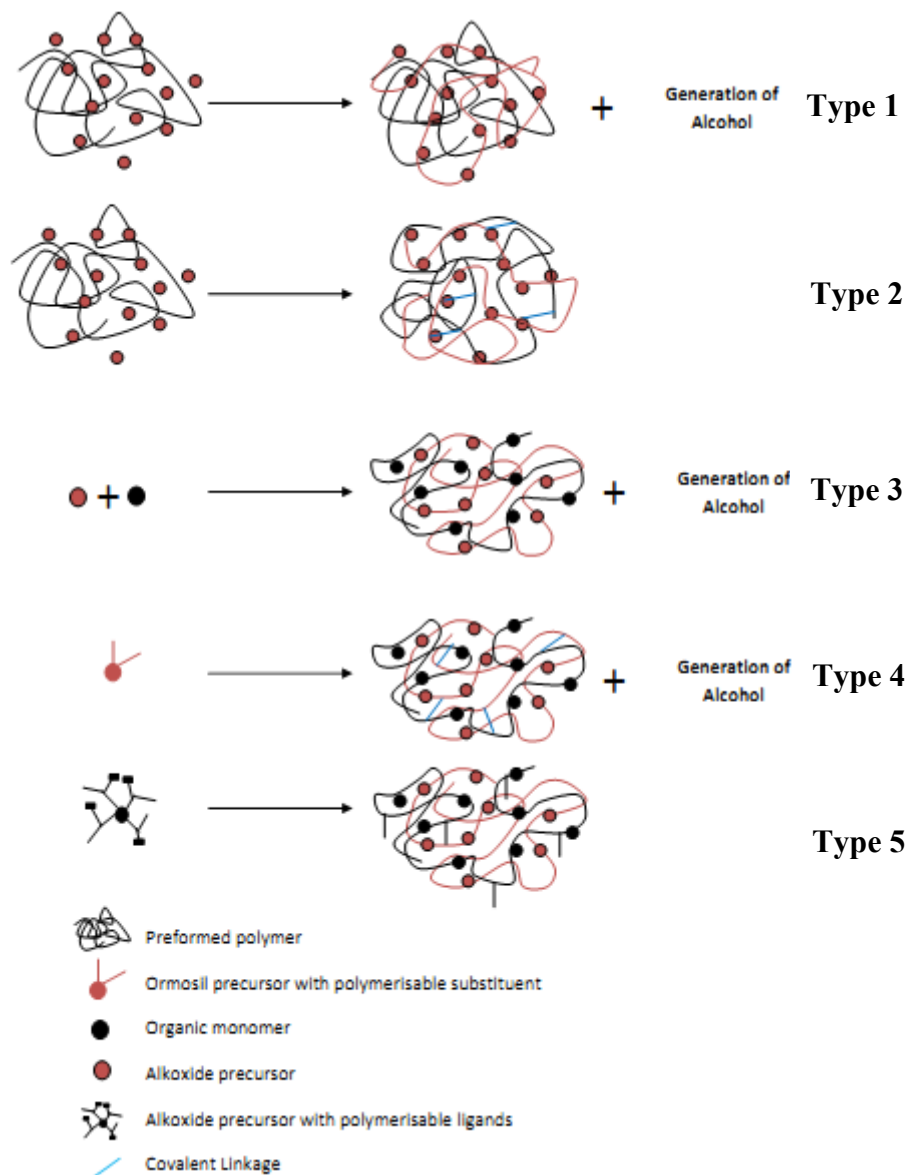 +
Generation of
Alcohol
Type 1
Type 2
+
+
Generation of
Alcohol
Type 3
+
Generation of
Alcohol
Type 4
Type 5
Preformed polymer
Ormosil precursor with polymerisable substituent
Organic monomer
Alkoxide precursor
Alkoxide precursor with polymerisable ligands
Covalent Linkage